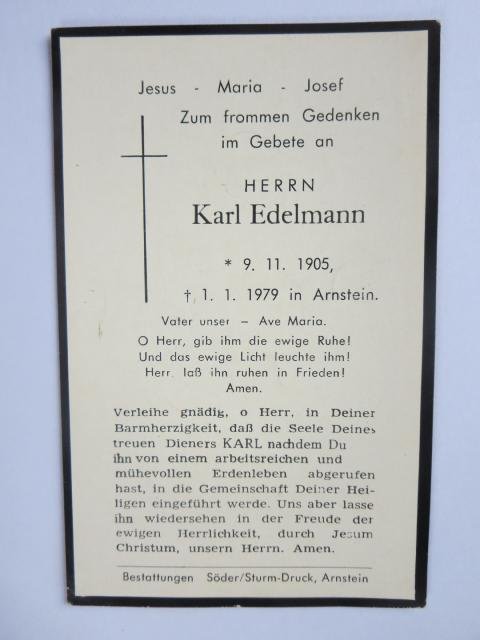 Jesus - Maria - Josef
Zum frommen Gedenken
im Gebete an
HERRN
Karl Edelmann
* 9. 11. 1905,
† 1. 1. 1979 in Arnstein.
Vater unser – Ave Maria.
O Herr, gib ihm die ewige Ruhe!
Und das ewige Licht leuchte ihm!
Herr laß ihn ruhen in Frieden!
Amen.
Verleihe gnädig, o Herr, in Deiner
Barmherzigkeit, daß die Seele Deines
treuen Dieners KARL nachdem Du
ihn von einem arbeitsreichen und
mühevollen Erdenleben abgerufen
hast, in die Gemeinschaft Deiner Hei-
ligen eingeführt werde. Uns aber lasse
ihn wiedersehen in der Freude der
ewigen Herrlichkeit, durch Jesum
Christum, unsern Herrn. Amen.
Bestattungen Söder/Sturm-Druck, Arnstein